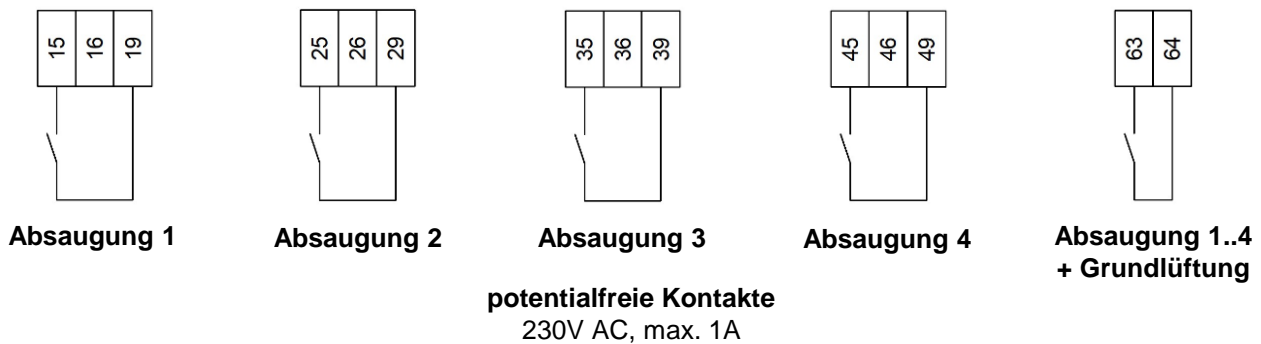 15 16 19
25 26 29
35 36 39
45 46 49
63 64
Absaugung 1
Absaugung 2
Absaugung 3
Absaugung 4
Absaugung 1..4
+ Grundlüftung
potentialfreie Kontakte
230V AC, max. 1A